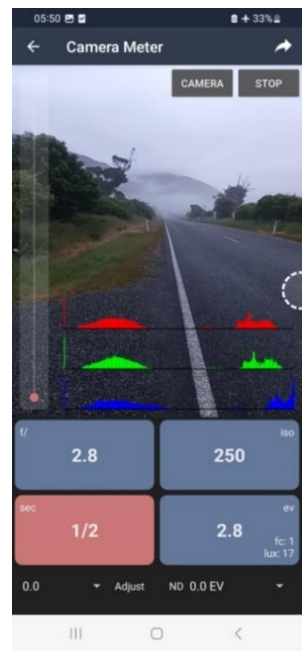 05:50 33%
Camera Meter
CAMERA STOP
f/ iso
2.8 250
sec ev
1/2 2.8
fc: 1
lux: 17
0.0 Adjust ND 0.0 EV